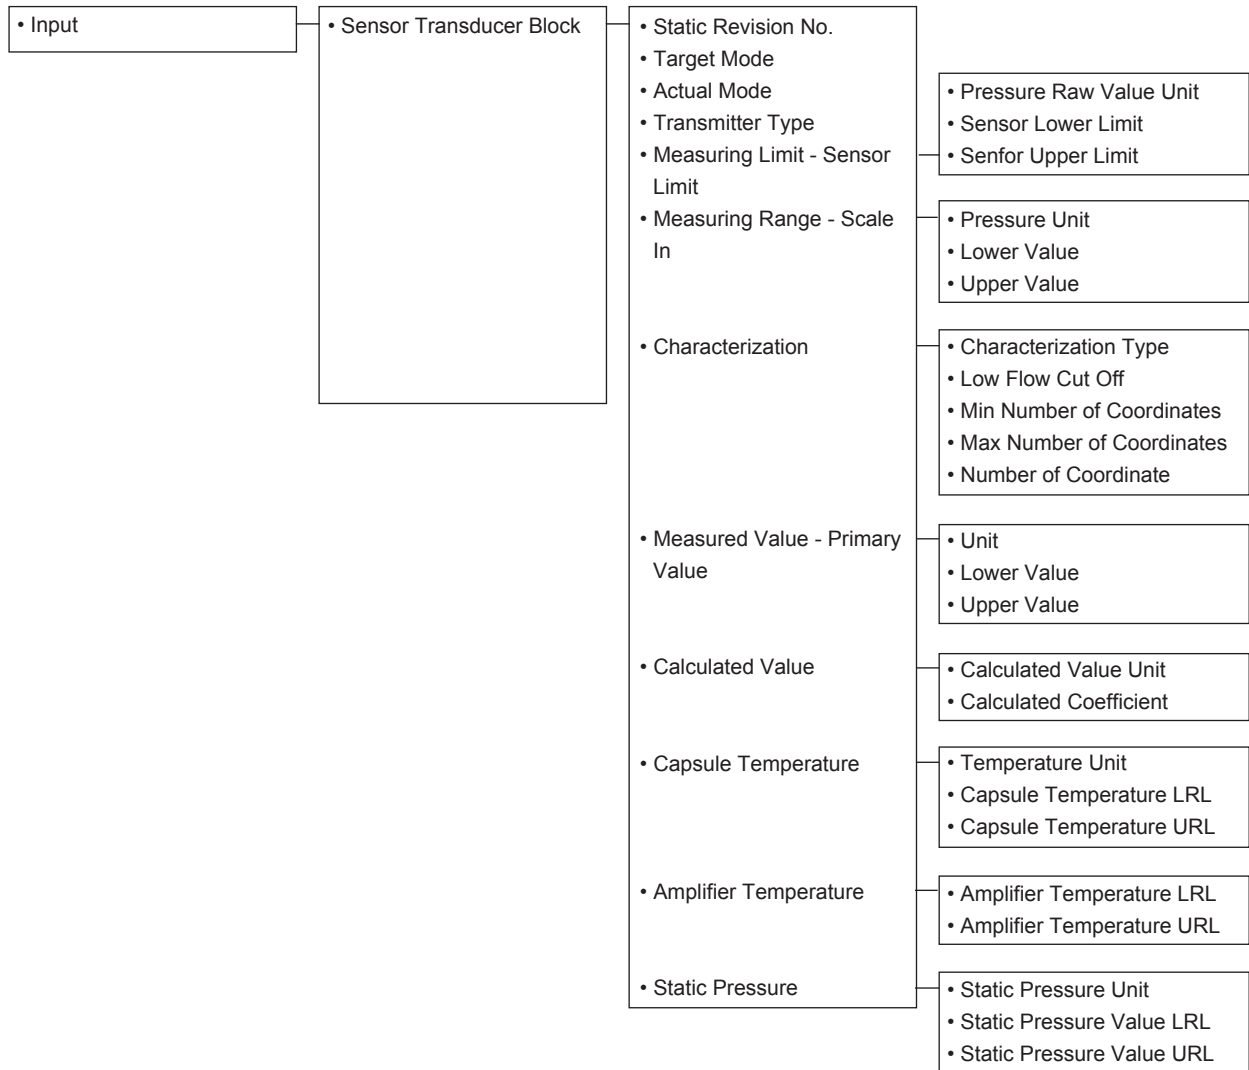 • Input
• Sensor Transducer Block
• Static Revision No.
• Target Mode
• Actual Mode
• Transmitter Type
• Measuring Limit - Sensor
Limit
• Measuring Range - Scale
In
• Characterization
• Measured Value - Primary
Value
• Calculated Value
• Capsule Temperature
• Amplifier Temperature
• Static Pressure
• Pressure Raw Value Unit
• Sensor Lower Limit
• Senfor Upper Limit
• Pressure Unit
• Lower Value
• Upper Value
• Characterization Type
• Low Flow Cut Off
• Min Number of Coordinates
• Max Number of Coordinates
• Number of Coordinate
• Unit
• Lower Value
• Upper Value
• Calculated Value Unit
• Calculated Coefficient
• Temperature Unit
• Capsule Temperature LRL
• Capsule Temperature URL
• Amplifier Temperature LRL
• Amplifier Temperature URL
• Static Pressure Unit
• Static Pressure Value LRL
• Static Pressure Value URL